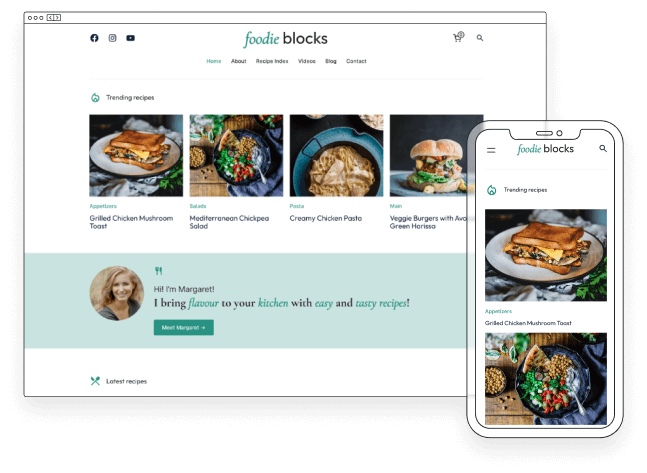 foodie blocks
0
Home About Recipe Index Videos Blog Contact
Trending recipes
Appetizers
Grilled Chicken Mushroom
Toast
Salads
Mediterranean Chickpea
Salad
Pasta
Creamy Chicken Pasta
Main
Veggie Burgers with Avo
Green Harissa
Hi! I'm Margaret!
I bring flavour to your kitchen with easy and tasty recipes!
Meet Margaret →
Latest recipes
foodie blocks
Trending recipes
Appetizers
Grilled Chicken Mushroom Toast